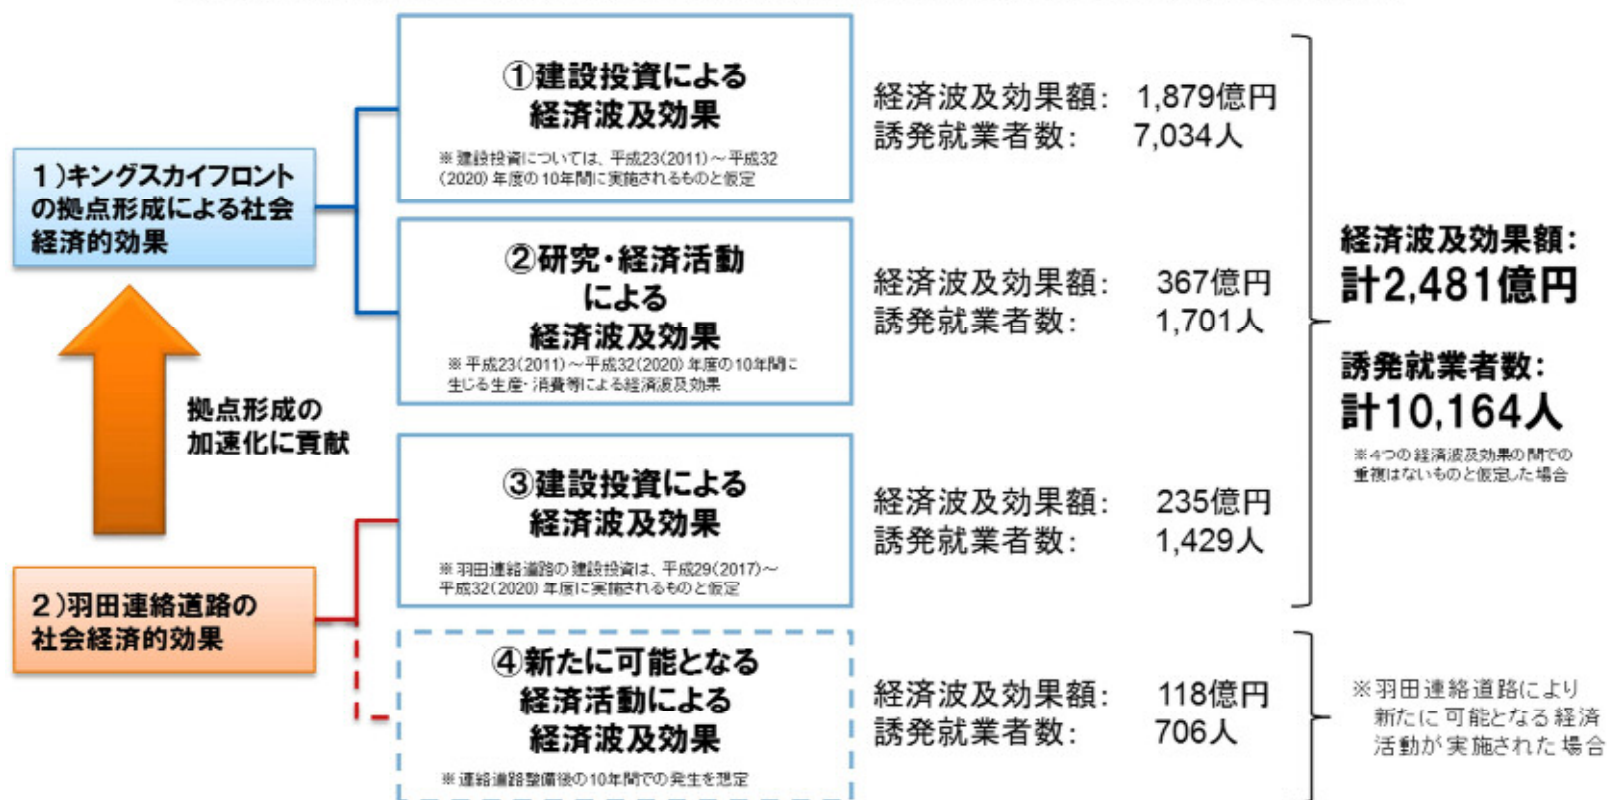 1)キングスカイフロント
の拠点形成による社会
経済的効果
拠点形成の
加速化に貢献
2)羽田連絡道路の
社会経済的効果
①建設投資による
経済波及効果
※建設投資については、平成23(2011)～平成32
(2020)年度の10年間に実施されるものと仮定
経済波及効果額: 1,879億円
誘発就業者数: 7,034人
②研究・経済活動
による
経済波及効果
※平成23(2011)～平成32(2020)年度の10年間に
生じる生産・消費等による経済波及効果
経済波及効果額: 367億円
誘発就業者数: 1,701人
③建設投資による
経済波及効果
※羽田連絡道路の建設投資は、平成29(2017)～
平成32(2020)年度に実施されるものと仮定
経済波及効果額: 235億円
誘発就業者数: 1,429人
④新たに可能となる
経済活動による
経済波及効果
※連絡道路整備後の10年間での発生を想定
経済波及効果額: 118億円
誘発就業者数: 706人
経済波及効果額:
計2,481億円
誘発就業者数:
計10,164人
※4つの経済波及効果の間での
重複はないものと仮定した場合
※羽田連絡道路により
新たに可能となる経済
活動が実施された場合